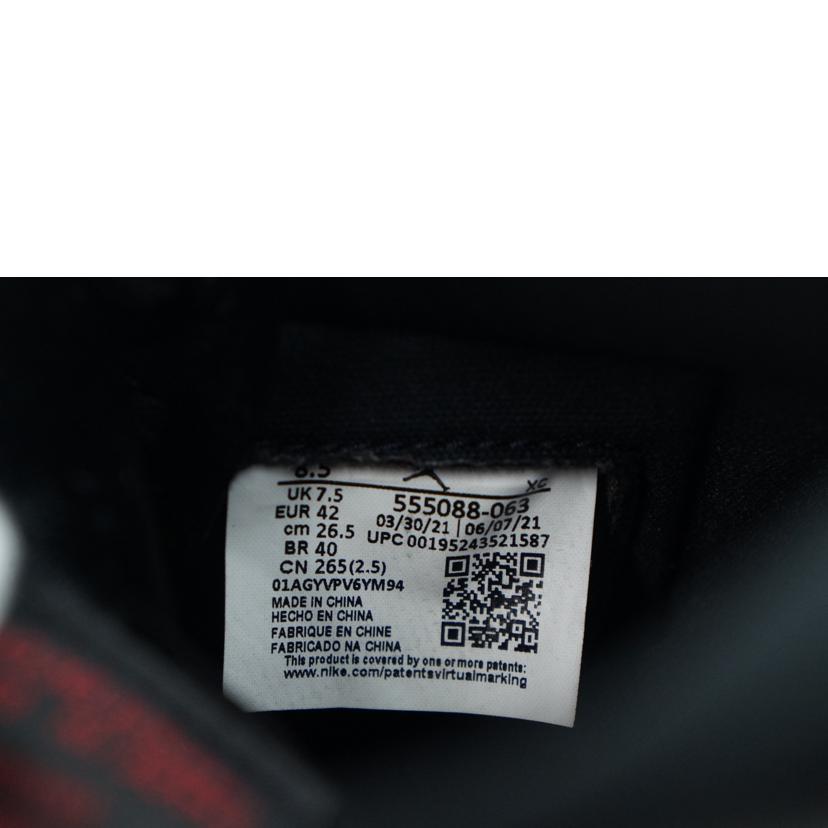 8.5
XC
UK 7.5
555088-063
EUR 42
03/30/21 | 06/07/21
cm 26.5
UPC 00195243521587
BR 40
CN 265(2.5)
01AGYVPV6YM94
MADE IN CHINA
HECHO EN CHINA
FABRIQUE EN CHINE
FABRICADO NA CHINA
This product is covered by one or more patents:
www.nike.com/patentsvirtualmarking